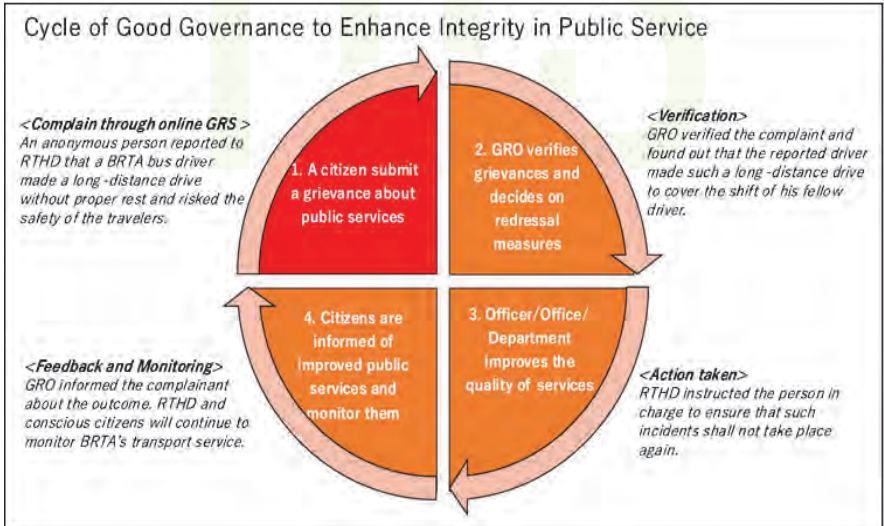 Cycle of Good Governance to Enhance Integrity in Public Service
<Complain through online GRS >
An anonymous person reported to
RTHD that a BRTA bus driver
made a long -distance drive
without proper rest and risked the
safety of the travelers.
1. A citizen submit
a grievance about
public services
2. GRO verifies
grievances and
decides on
redressal
measures
<Verification>
GRO verified the complaint and
found out that the reported driver
made such a long -distance drive
to cover the shift of his fellow
driver.
<Feedback and Monitoring>
GRO informed the complainant
about the outcome. RTHD and
conscious citizens will continue to
monitor BRTA's transport service.
4. Citizens are
informed of
improved public
services and
monitor them
3. Officer/Office/
Department
improves the
quality of services
<Action taken>
RTHD instructed the person in
charge to ensure that such
incidents shall not take place
again.